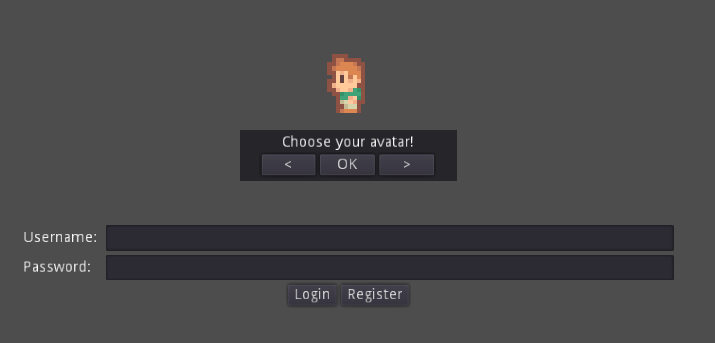 Choose your avatar!
< OK >
Username:
Password:
Login Register